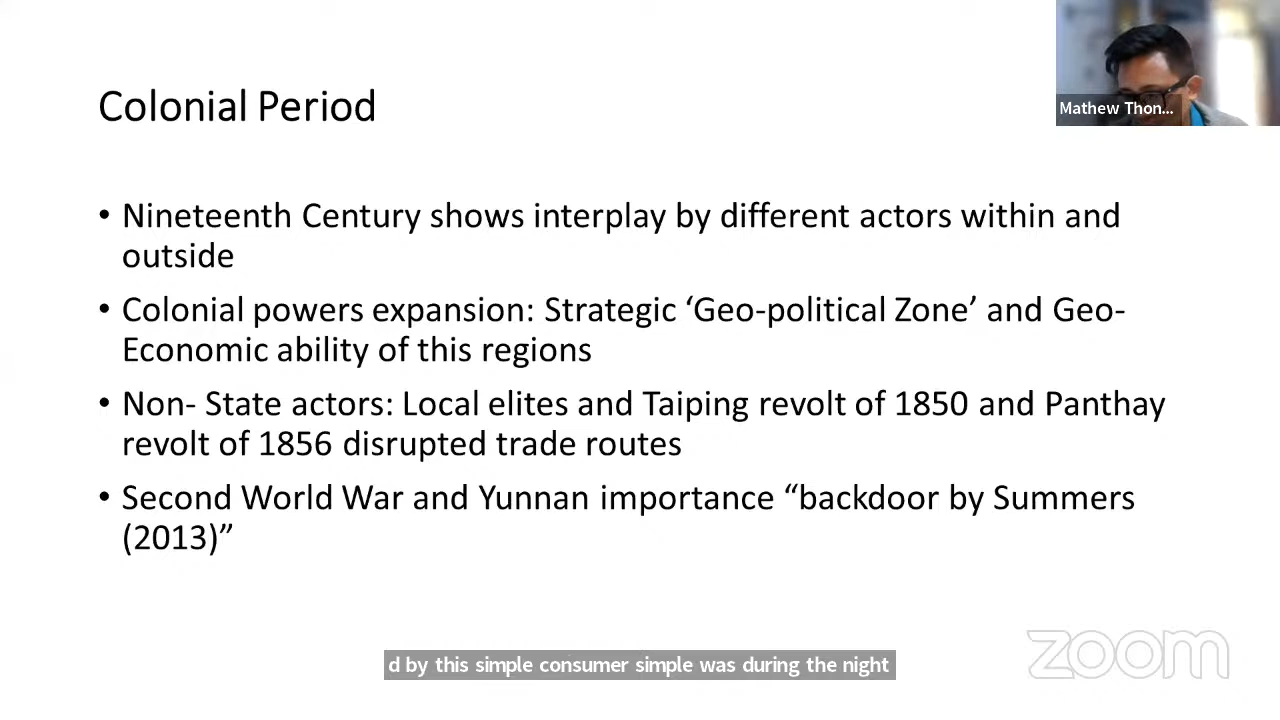 Colonial Period
Mathew Thon...
• Nineteenth Century shows interplay by different actors within and
outside
• Colonial powers expansion: Strategic ‘Geo-political Zone’ and Geo-
Economic ability of this regions
• Non- State actors: Local elites and Taiping revolt of 1850 and Panthay
revolt of 1856 disrupted trade routes
• Second World War and Yunnan importance “backdoor by Summers
(2013)”
d by this simple consumer simple was during the night
zoom